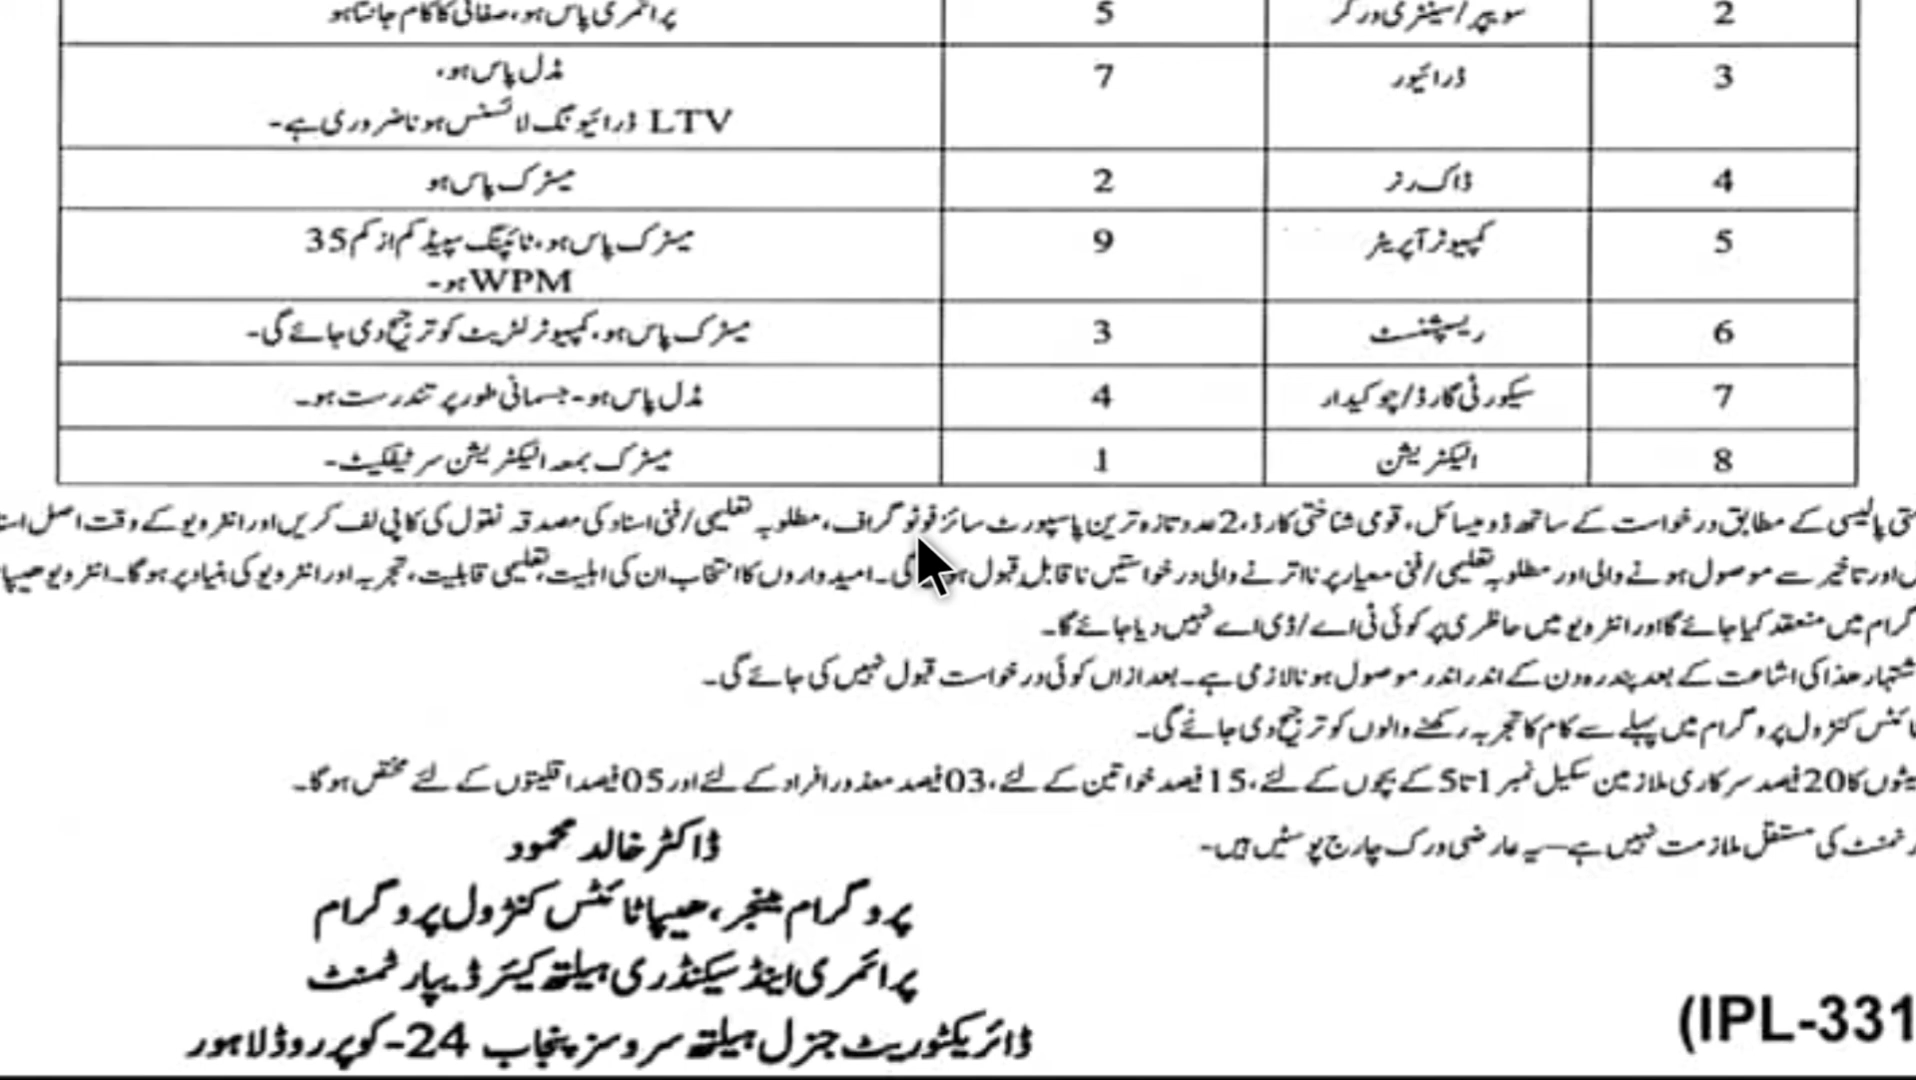 2 سویپر/سینٹری ورکر 5 پرائمری پاس ہو، صفائی کا کام جانتا ہو
3 ڈرائیور 7 مڈل پاس ہو،
LTV ڈرائیونگ لائسنس ہونا ضروری ہے۔
4 ڈاک رنر 2 میٹرک پاس ہو
5 کمپیوٹر آپریٹر 9 میٹرک پاس ہو، ٹائپنگ سپیڈ کم از کم 35
WPM ہو۔
6 ریسپشنسٹ 3 میٹرک پاس ہو، کمپیوٹر لٹریٹ کو ترجیح دی جائے گی۔
7 سیکورٹی گارڈ/چوکیدار 4 مڈل پاس ہو۔ جسمانی طور پر تندرست ہو۔
8 الیکٹریشن 1 میٹرک بمعہ الیکٹریشن سرٹیفکیٹ۔
پالیسی کے مطابق درخواست کے ساتھ ڈومیسائل، قومی شناختی کارڈ، 2 عدد تازہ ترین پاسپورٹ سائز فوٹو گراف، مطلوبہ تعلیمی/فنی اسناد کی مصدقہ نقول کی کاپی لف کریں اور انٹرویو کے وقت اصل
اور تاخیر سے موصول ہونے والی اور مطلوبہ تعلیمی/فنی معیار پر نا اترنے والی درخواستیں نا قابل قبول گی۔ امیدواروں کا انتخاب ان کی اہلیت، تعلیمی قابلیت، تجربہ اور انٹرویو کی بنیاد پر ہوگا۔ انٹرویو
گرام میں منعقد کیا جائے گا اور انٹرویو میں حاظری پر کوئی ٹی اے/ڈی اے نہیں دیا جائے گا۔
شتہار ھذا کی اشاعت کے بعد پندرہ دن کے اندر اندر موصول ہونا لازمی ہے۔ بعد ازاں کوئی درخواست قبول نہیں کی جائے گی۔
کنٹرول پروگرام میں پہلے سے کام کا تجربہ رکھنے والوں کو ترجیح دی جائے گی۔
کا 20 فیصد سرکاری ملازمین سکیل نمبر 1 تا 5 کے بچوں کے لئے، 15 فیصد خواتین کے لئے، 03 فیصد معذور افراد کے لئے اور 05 فیصد اقلیتوں کے لئے مختص ہوگا۔
کی مستقل ملازمت نہیں ہے۔ یہ عارضی ورک چارج پوسٹیں ہیں۔
ڈاکٹر خالد محمود
پروگرام مینجر، ھیپاٹائٹس کنٹرول پروگرام
پرائمری اینڈ سیکنڈری ہیلتھ کیئر ڈیپارٹمنٹ
ڈائریکٹوریٹ جنرل ہیلتھ سروسز پنجاب 24-کوپر روڈ لاہور
(IPL-331